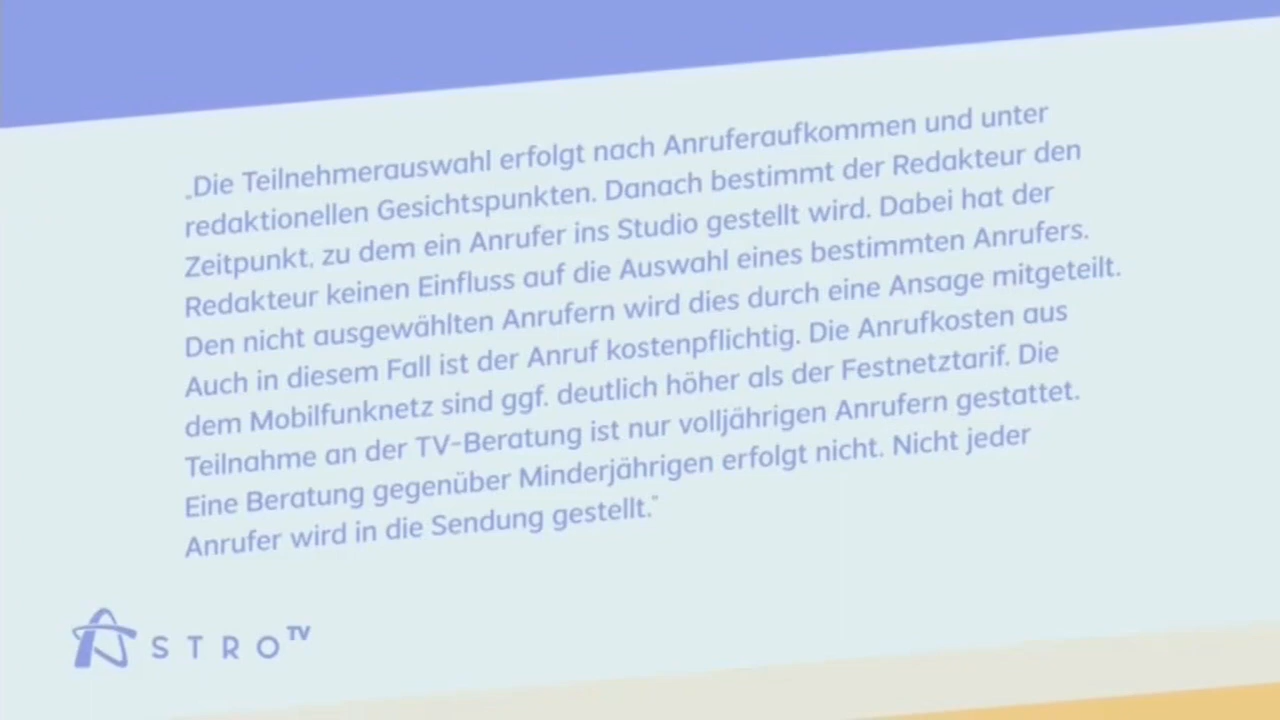 „Die Teilnehmerauswahl erfolgt nach Anruferaufkommen und unter
redaktionellen Gesichtspunkten. Danach bestimmt der Redakteur den
Zeitpunkt, zu dem ein Anrufer ins Studio gestellt wird. Dabei hat der
Redakteur keinen Einfluss auf die Auswahl eines bestimmten Anrufers.
Den nicht ausgewählten Anrufern wird dies durch eine Ansage mitgeteilt.
Auch in diesem Fall ist der Anruf kostenpflichtig. Die Anrufkosten aus
dem Mobilfunknetz sind ggf. deutlich höher als der Festnetztarif. Die
Teilnahme an der TV-Beratung ist nur volljährigen Anrufern gestattet.
Eine Beratung gegenüber Minderjährigen erfolgt nicht. Nicht jeder
Anrufer wird in die Sendung gestellt.“
ASTRO TV